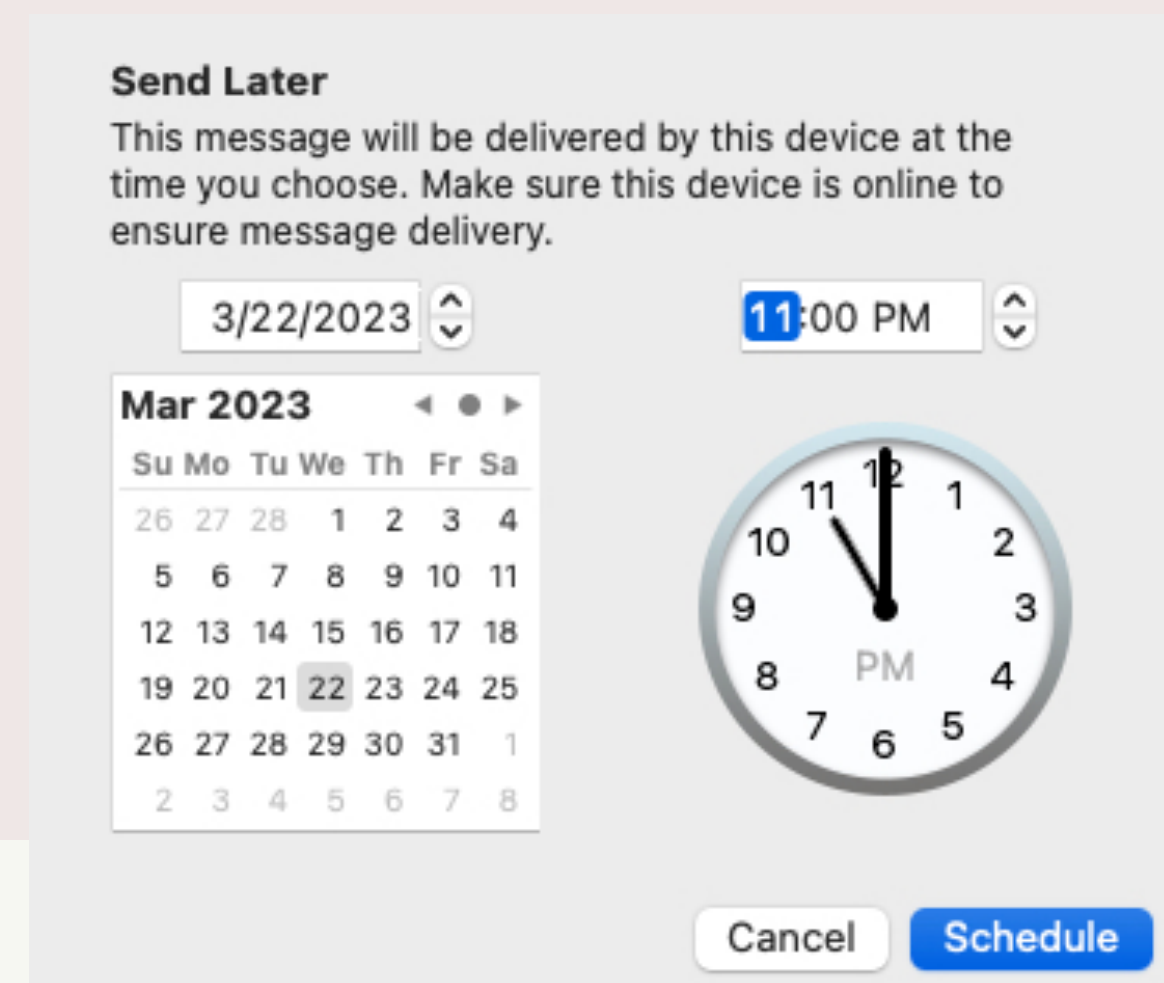 Send Later
This message will be delivered by this device at the
time you choose. Make sure this device is online to
ensure message delivery.
3/22/2023
11:00 PM
Mar 2023
Su Mo Tu We Th Fr Sa
26 27 28 1 2 3 4
5 6 7 8 9 10 11
12 13 14 15 16 17 18
19 20 21 22 23 24 25
26 27 28 29 30 31 1
2 3 4 5 6 7 8
12
11 1
10 2
9 3
PM
8 4
7 5
6
Cancel Schedule